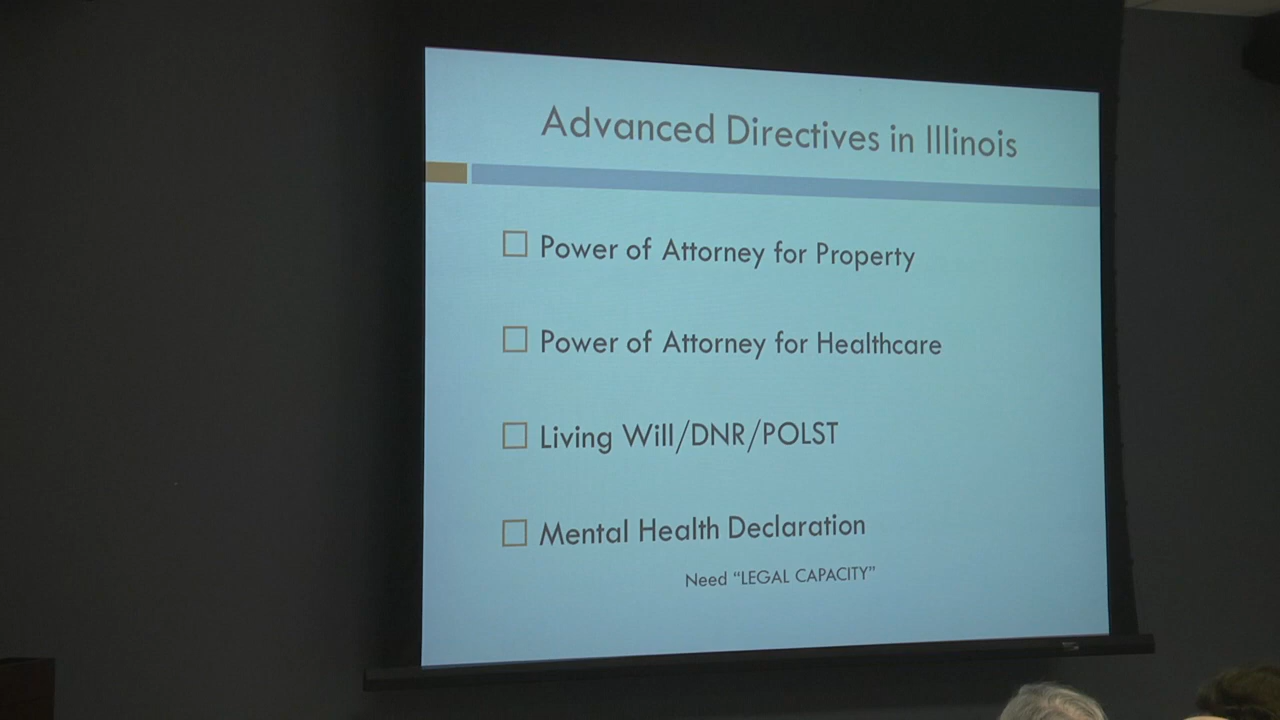 Advanced Directives in Illinois
Power of Attorney for Property
Power of Attorney for Healthcare
Living Will/DNR/POLST
Mental Health Declaration
Need “LEGAL CAPACITY”